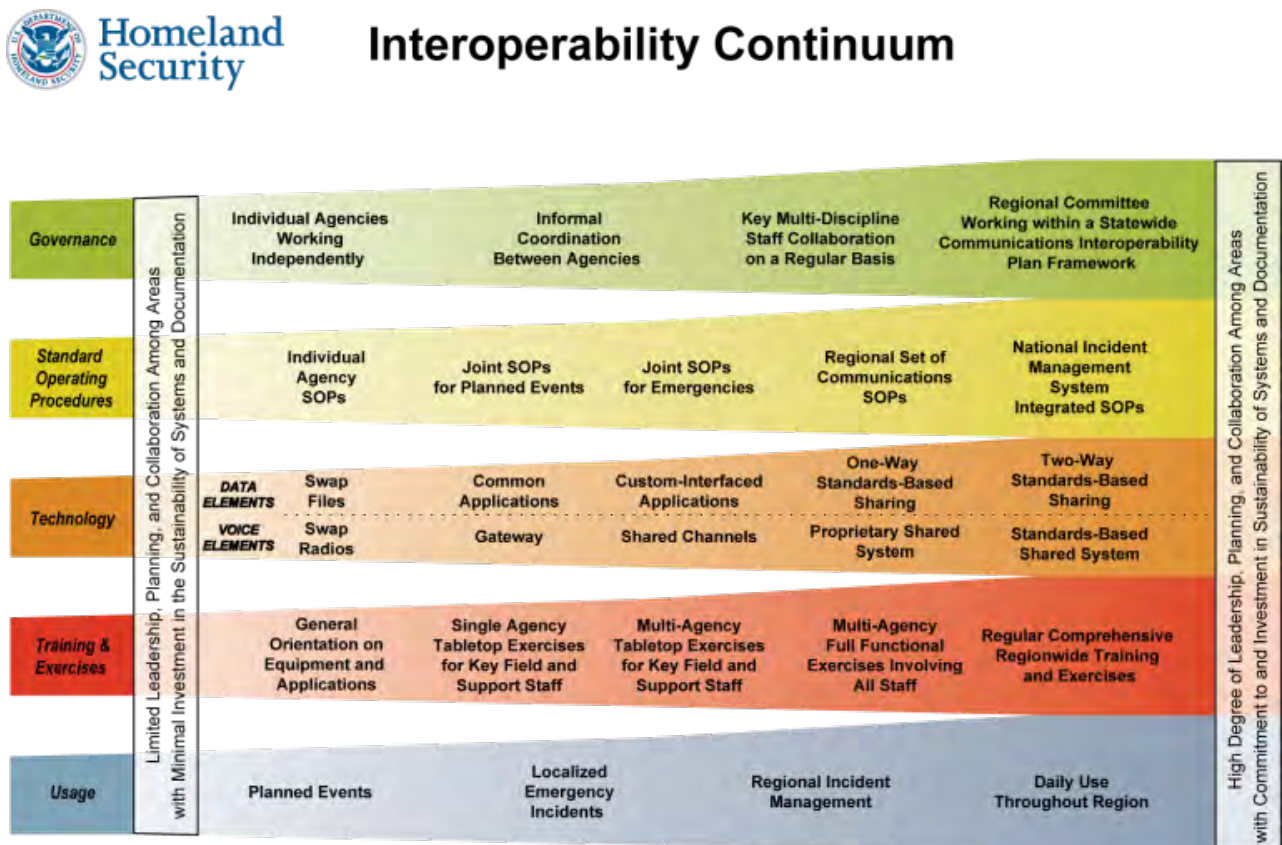 U.S. DEPARTMENT OF
HOMELAND SECURITY
Homeland
Security
Interoperability Continuum
Limited Leadership, Planning, and Collaboration Among Areas
with Minimal Investment in the Sustainability of Systems and Documentation
Governance
Individual Agencies
Working
Independently
Informal
Coordination
Between Agencies
Key Multi-Discipline
Staff Collaboration
on a Regular Basis
Regional Committee
Working within a Statewide
Communications Interoperability
Plan Framework
Standard
Operating
Procedures
Individual
Agency
SOPs
Joint SOPs
for Planned Events
Joint SOPs
for Emergencies
Regional Set of
Communications
SOPs
National Incident
Management
System
Integrated SOPs
Technology
DATA
ELEMENTS
Swap
Files
Common
Applications
Custom-Interfaced
Applications
One-Way
Standards-Based
Sharing
Two-Way
Standards-Based
Sharing
VOICE
ELEMENTS
Swap
Radios
Gateway
Shared Channels
Proprietary Shared
System
Standards-Based
Shared System
Training &
Exercises
General
Orientation on
Equipment and
Applications
Single Agency
Tabletop Exercises
for Key Field and
Support Staff
Multi-Agency
Tabletop Exercises
for Key Field and
Support Staff
Multi-Agency
Full Functional
Exercises Involving
All Staff
Regular Comprehensive
Regionwide Training
and Exercises
Usage
Planned Events
Localized
Emergency
Incidents
Regional Incident
Management
Daily Use
Throughout Region
High Degree of Leadership, Planning, and Collaboration Among Areas
with Commitment to and Investment in Sustainability of Systems and Documentation